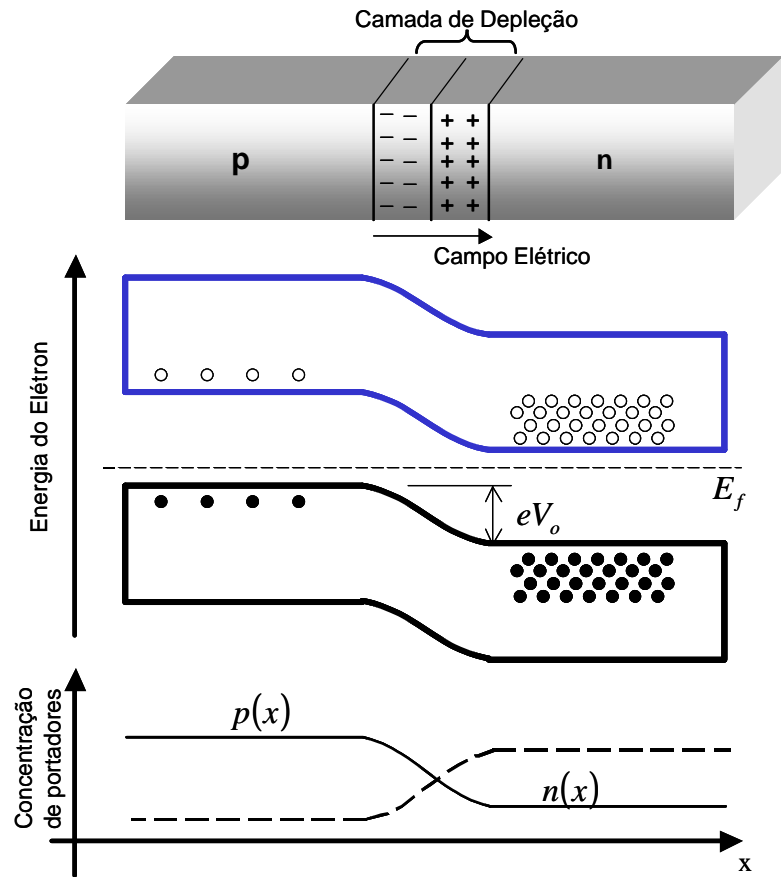 Camada de Depleção
p
n
Campo Elétrico
Energia do Elétron
E_f
eV_o
Concentração
de portadores
p(x)
n(x)
x